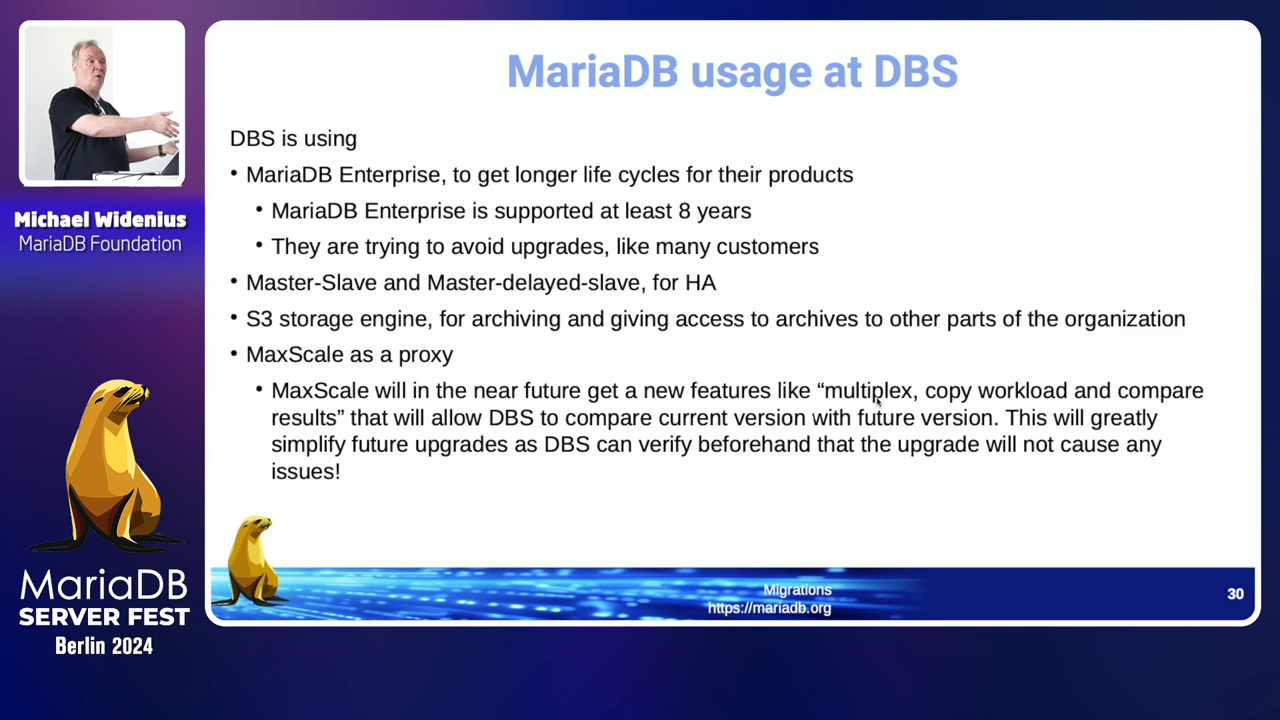 MariaDB usage at DBS
DBS is using
• MariaDB Enterprise, to get longer life cycles for their products
• MariaDB Enterprise is supported at least 8 years
• They are trying to avoid upgrades, like many customers
• Master-Slave and Master-delayed-slave, for HA
• S3 storage engine, for archiving and giving access to archives to other parts of the organization
• MaxScale as a proxy
• MaxScale will in the near future get a new features like “multiplex, copy workload and compare
results” that will allow DBS to compare current version with future version. This will greatly
simplify future upgrades as DBS can verify beforehand that the upgrade will not cause any
issues!
Migrations
https://mariadb.org
30
Michael Widenius
MariaDB Foundation
MariaDB
SERVER FEST
Berlin 2024